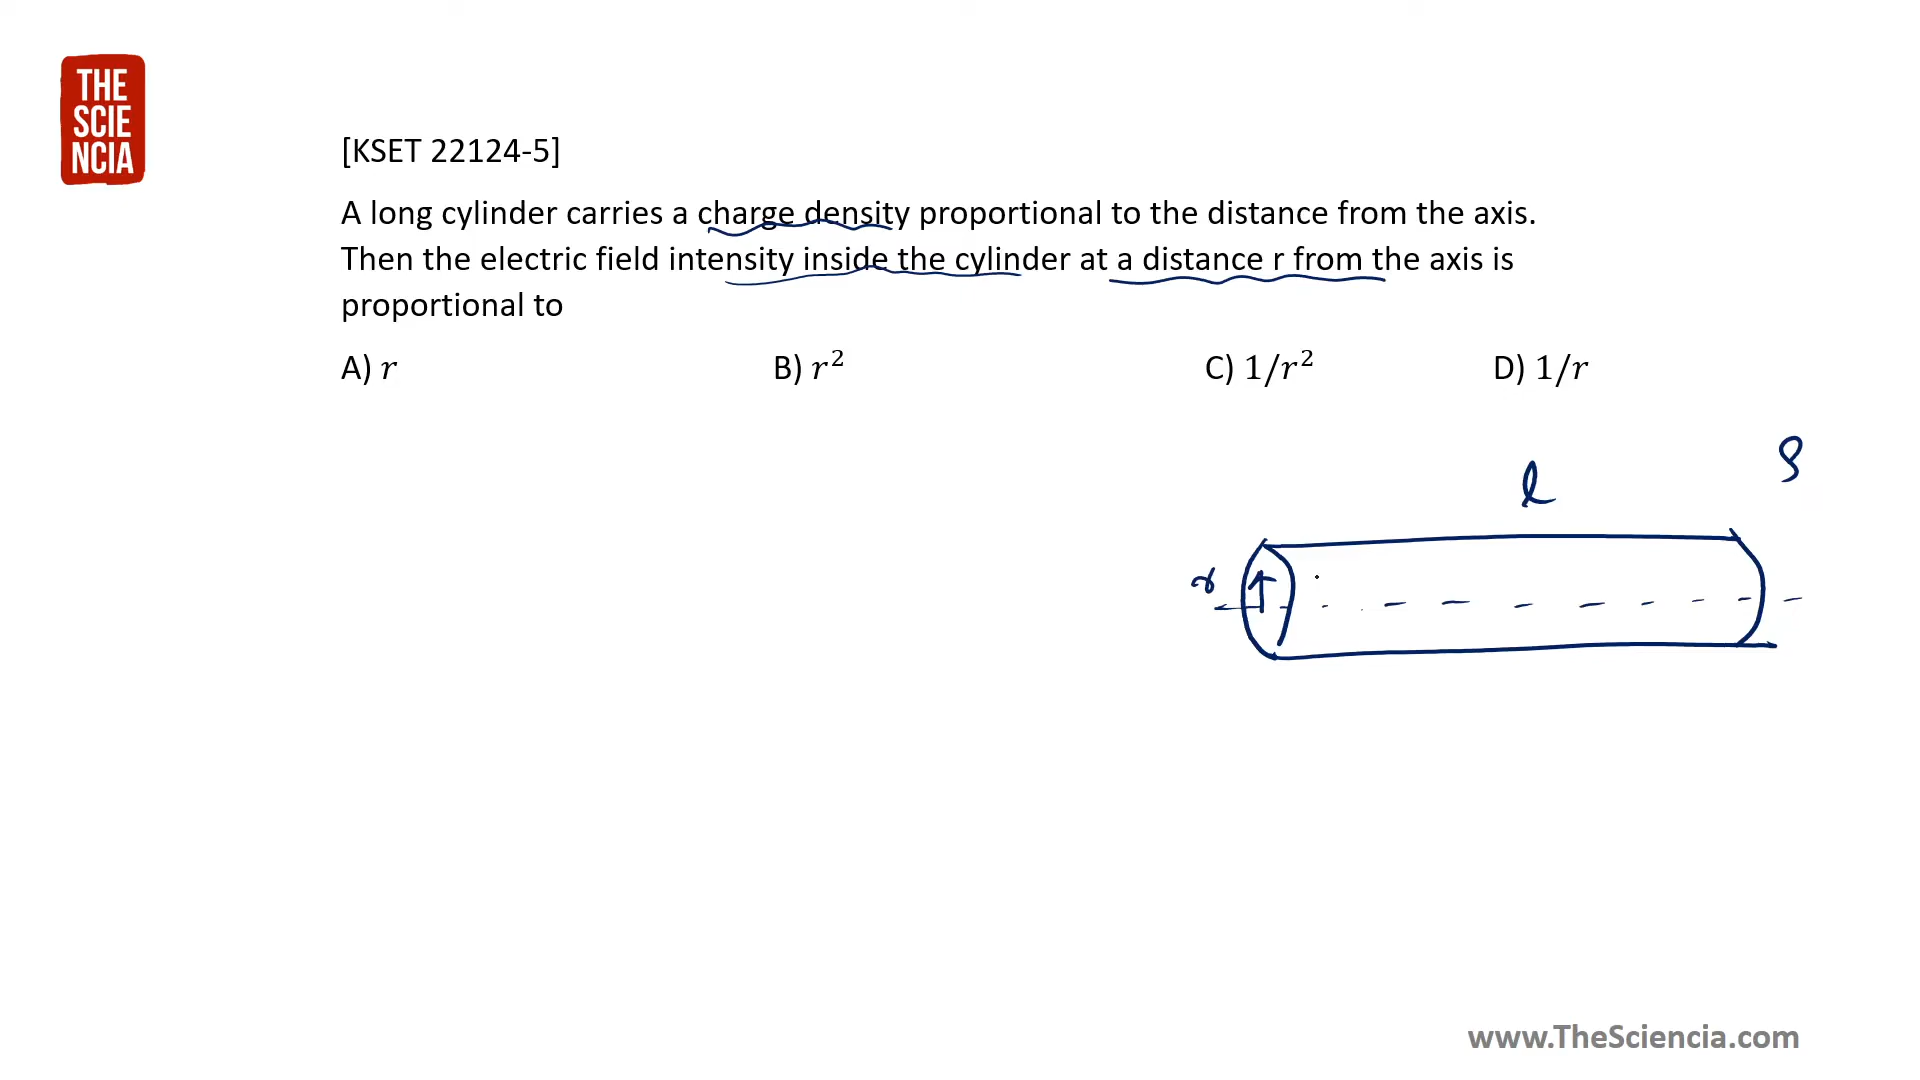 THE
SCIE
NCIA
[KSET 22124-5]
A long cylinder carries a charge density proportional to the distance from the axis.
Then the electric field intensity inside the cylinder at a distance r from the axis is
proportional to
A) r B) r² C) 1/r² D) 1/r
l
r
www.TheSciencia.com